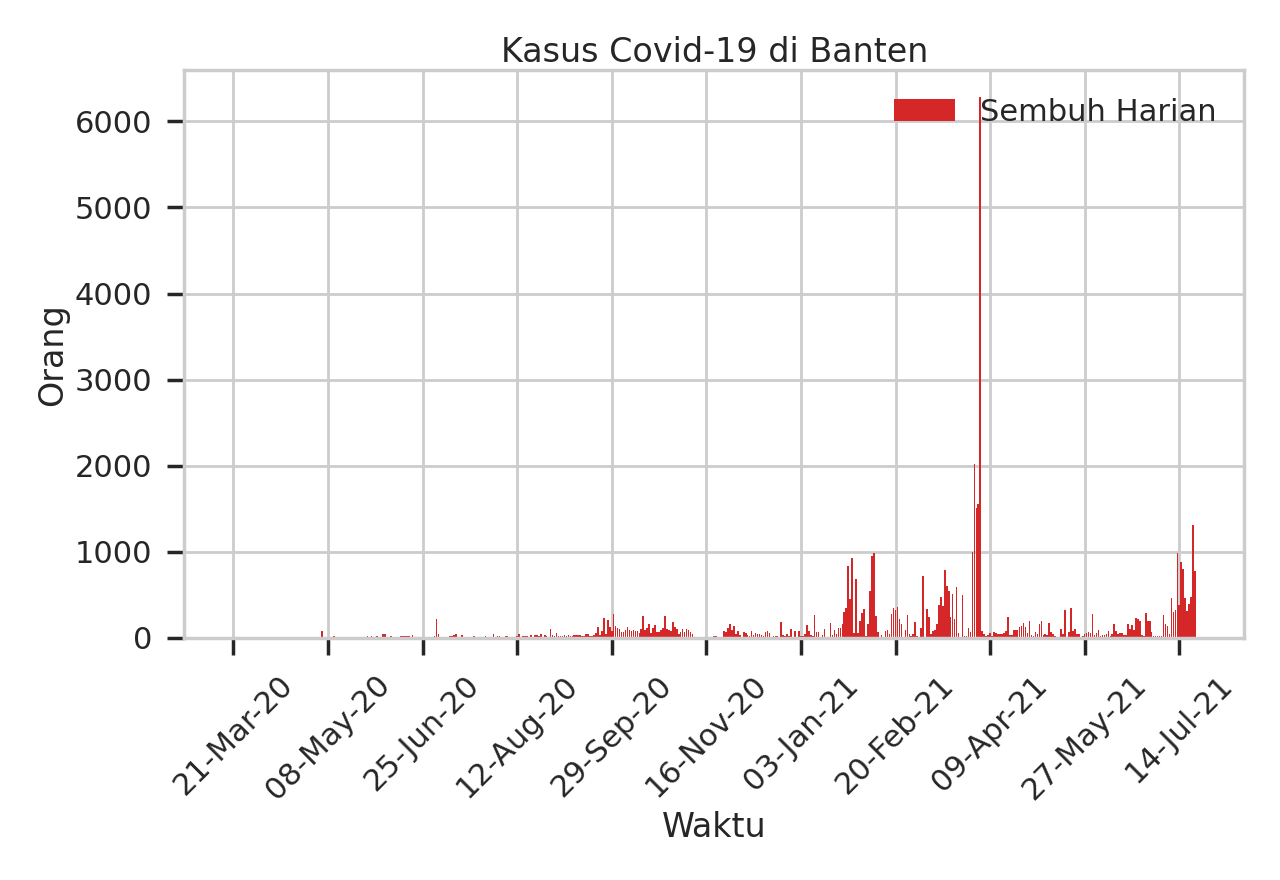 Kasus Covid-19 di Banten
Sembuh Harian
6000
5000
4000
3000
2000
1000
0
Orang
21-Mar-20
08-May-20
25-Jun-20
12-Aug-20
29-Sep-20
16-Nov-20
03-Jan-21
20-Feb-21
09-Apr-21
27-May-21
14-Jul-21
Waktu